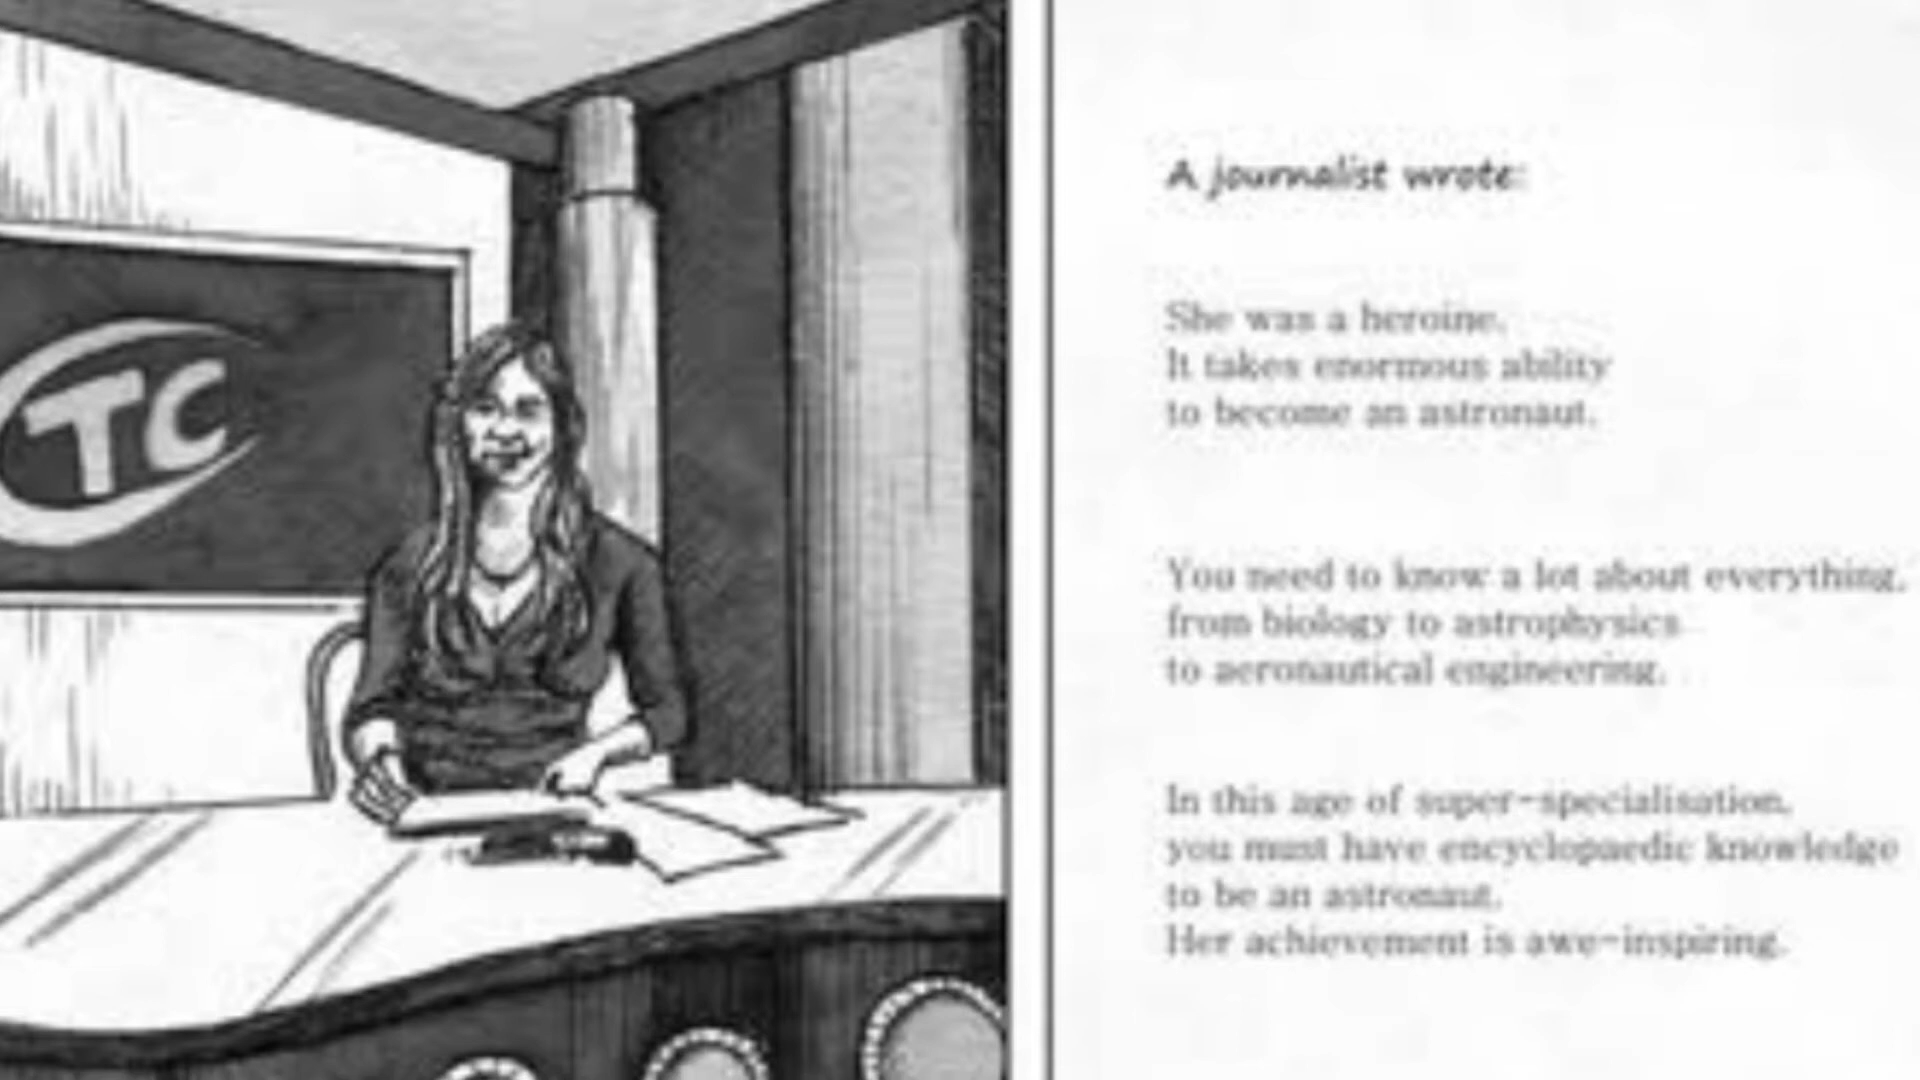 TC
A journalist wrote:
She was a heroine.
It takes enormous ability
to become an astronaut.
You need to know a lot about everything,
from biology to astrophysics
to aeronautical engineering.
In this age of super-specialisation,
you must have encyclopaedic knowledge
to be an astronaut.
Her achievement is awe-inspiring.